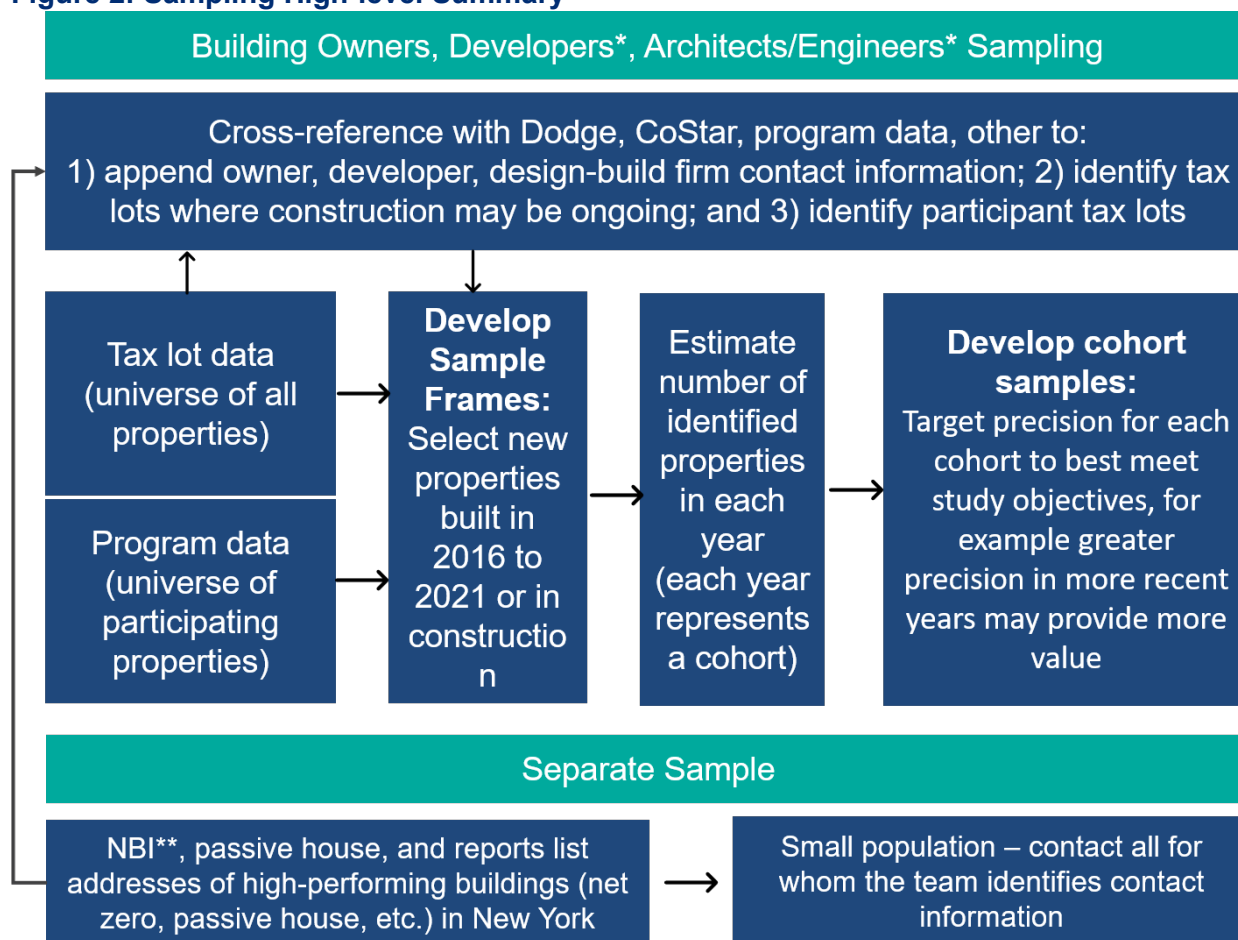 Figure 2: Sampling High-level Summary
Building Owners, Developers*, Architects/Engineers* Sampling
Cross-reference with Dodge, CoStar, program data, other to:
1) append owner, developer, design-build firm contact information; 2) identify tax
lots where construction may be ongoing; and 3) identify participant tax lots
Tax lot data
(universe of all
properties)
Program data
(universe of
participating
properties)
Develop
Sample
Frames:
Select new
properties
built in
2016 to
2021 or in
constructio
n
Estimate
number of
identified
properties
in each
year
(each year
represents
a cohort)
Develop cohort
samples:
Target precision for each
cohort to best meet
study objectives, for
example greater
precision in more recent
years may provide more
value
Separate Sample
NBI**, passive house, and reports list
addresses of high-performing buildings (net
zero, passive house, etc.) in New York
Small population – contact all for
whom the team identifies contact
information